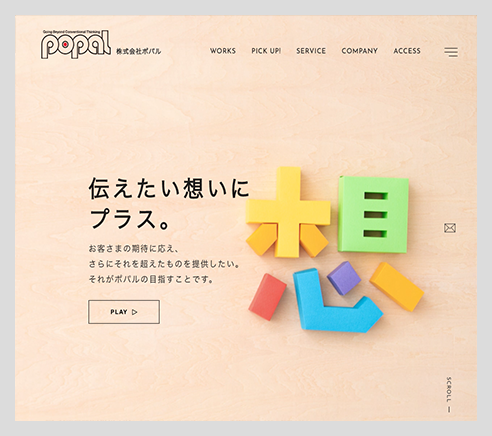 Going Beyond Conventional Thinking
popal 株式会社ポパル
WORKS PICK UP! SERVICE COMPANY ACCESS
伝えたい想いに
プラス。
お客さまの期待に応え、
さらにそれを超えたものを提供したい。
それがポパルの目指すことです。
PLAY
想
SCROLL